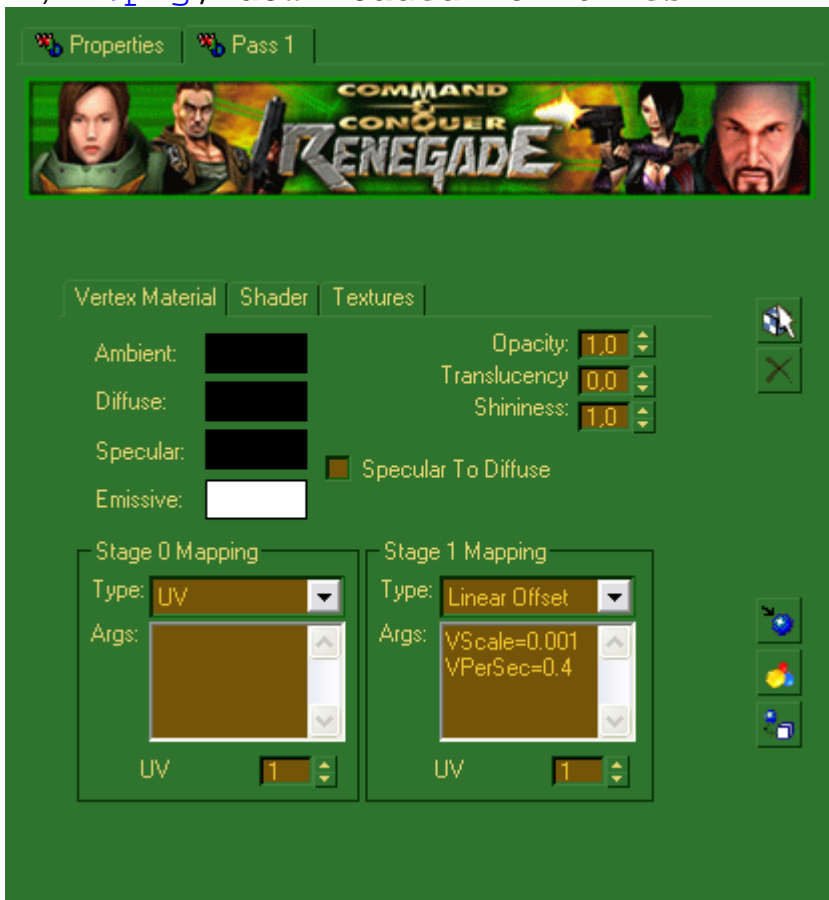 Properties
Pass 1
COMMAND
&
CONQUER
RENEGADE
Vertex Material
Shader
Textures
Ambient:
Opacity: 1,0
Translucency 0,0
Diffuse:
Shininess: 1,0
Specular:
Specular To Diffuse
Emissive:
Stage 0 Mapping
Type: UV
Args:
UV 1
Stage 1 Mapping
Type: Linear Offset
Args: VScale=0.001
VPerSec=0.4
UV 1